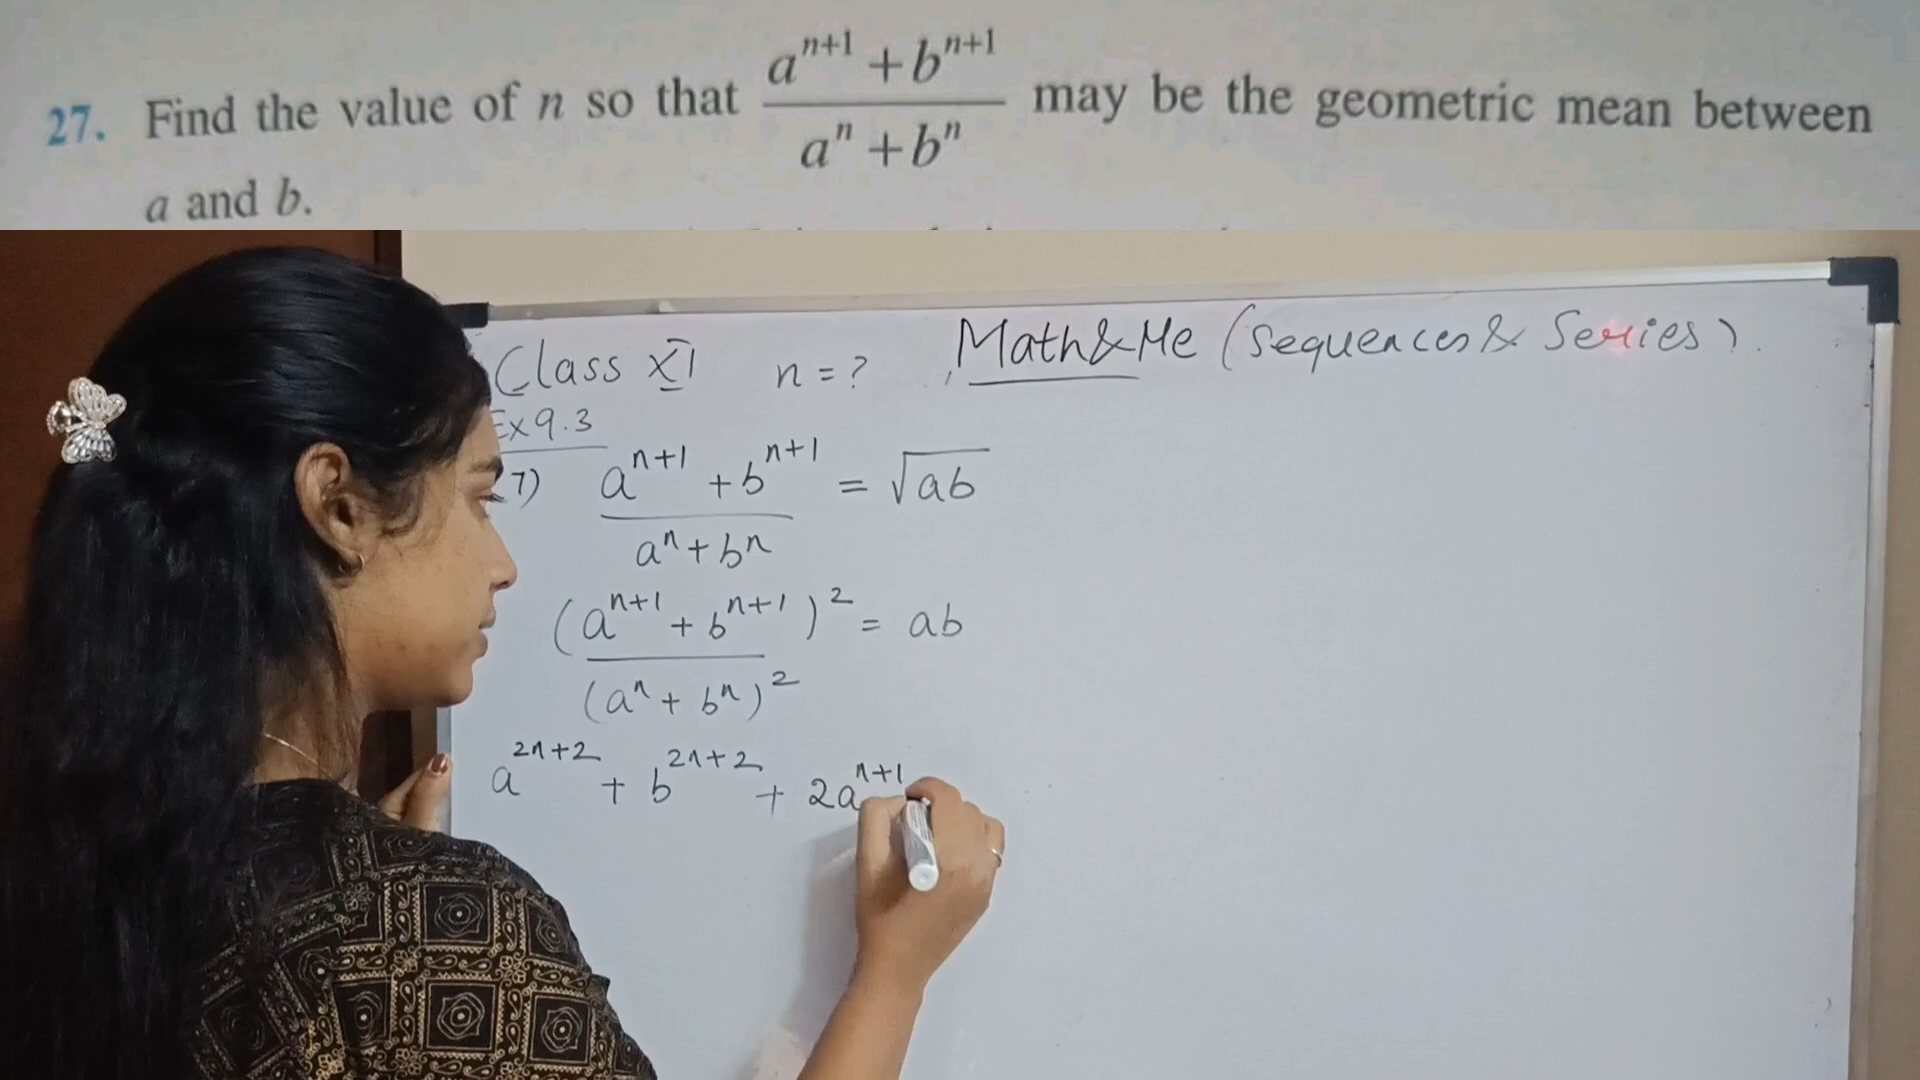 27. Find the value of n so that (a^{n+1} + b^{n+1})/(a^n + b^n) may be the geometric mean between
a and b.
Class XI n = ? Math&Me (Sequences & Series).
Ex 9.3
7) (a^{n+1} + b^{n+1})/(a^n + b^n) = √ab
(a^{n+1} + b^{n+1})^2/(a^n + b^n)^2 = ab
a^{2n+2} + b^{2n+2} + 2a^{n+1}